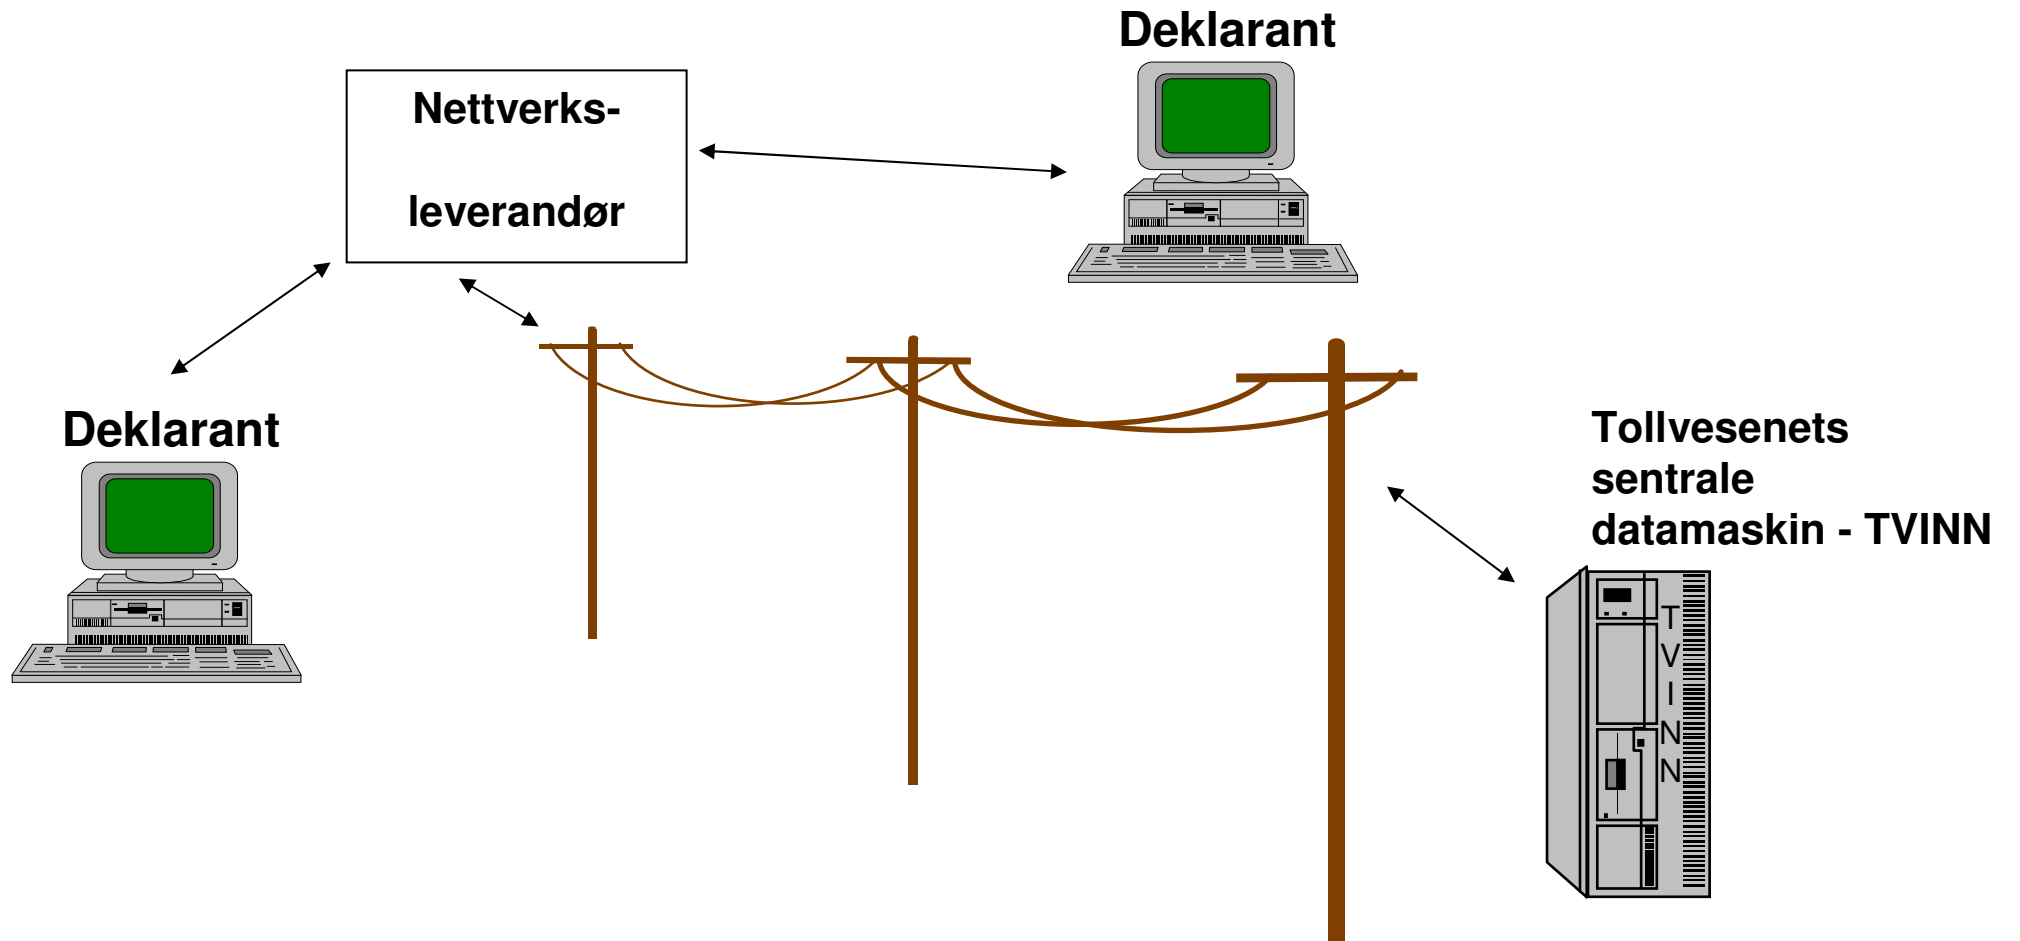 Deklarant
Nettverks-
leverandør
Deklarant
Tollvesenets
sentrale
datamaskin - TVINN
T
V
I
N
N